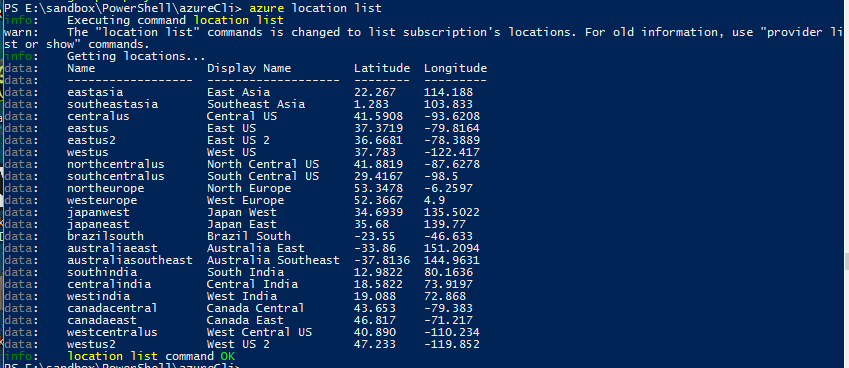 PS E:\sandbox\PowerShell\azureCli> azure location list
info:    Executing command location list
warn:    The "location list" commands is changed to list subscription's locations. For old information, use "provider li
st or show" commands.
info:    Getting locations...
data:    Name                Display Name         Latitude  Longitude
data:    ------------------  -------------------  --------  ---------
data:    eastasia            East Asia            22.267    114.188
data:    southeastasia       Southeast Asia       1.283     103.833
data:    centralus           Central US           41.5908   -93.6208
data:    eastus              East US              37.3719   -79.8164
data:    eastus2             East US 2            36.6681   -78.3889
data:    westus              West US              37.783    -122.417
data:    northcentralus      North Central US     41.8819   -87.6278
data:    southcentralus      South Central US     29.4167   -98.5
data:    northeurope         North Europe         53.3478   -6.2597
data:    westeurope          West Europe          52.3667   4.9
data:    japanwest           Japan West           34.6939   135.5022
data:    japaneast           Japan East           35.68     139.77
data:    brazilsouth         Brazil South         -23.55    -46.633
data:    australiaeast       Australia East       -33.86    151.2094
data:    australiasoutheast  Australia Southeast  -37.8136  144.9631
data:    southindia          South India          12.9822   80.1636
data:    centralindia        Central India        18.5822   73.9197
data:    westindia           West India           19.088    72.868
data:    canadacentral       Canada Central       43.653    -79.383
data:    canadaeast          Canada East          46.817    -71.217
data:    westcentralus       West Central US      40.890    -110.234
data:    westus2             West US 2            47.233    -119.852
info:    location list command OK
PS E:\sandbox\PowerShell\azureCli>